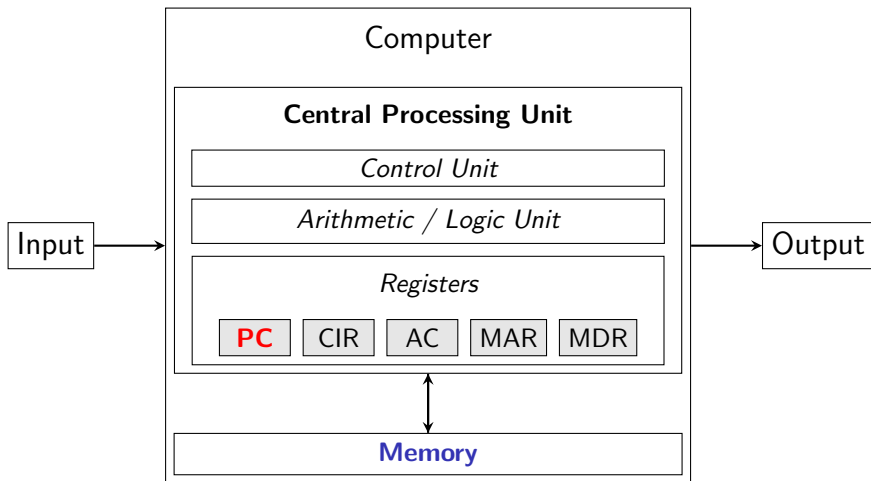 Computer
Central Processing Unit
Control Unit
Arithmetic / Logic Unit
Input
Output
Registers
PC CIR AC MAR MDR
Memory